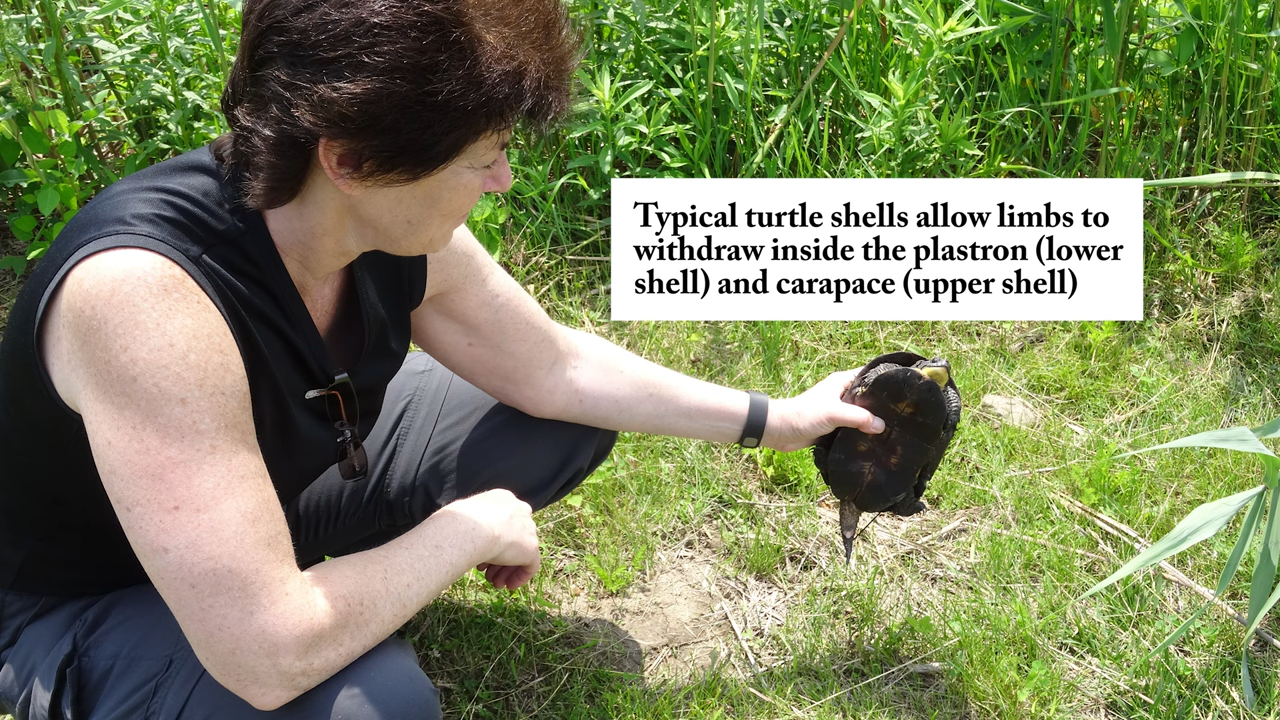 Typical turtle shells allow limbs to
withdraw inside the plastron (lower
shell) and carapace (upper shell)